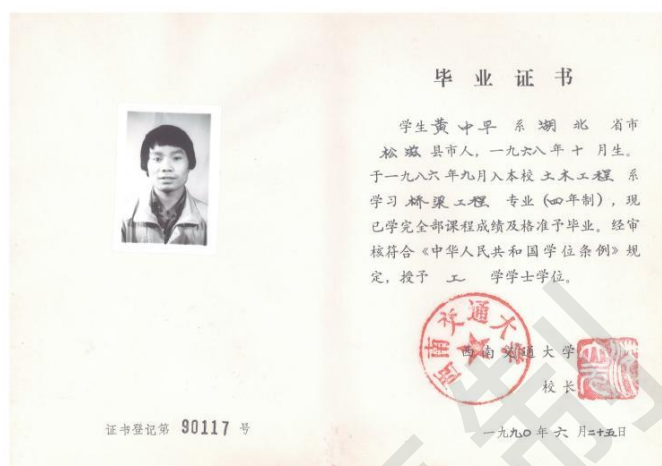 毕业证书
学生黄中早系湖北省市
松滋县市人，一九六八年十月生。
于一九八六年九月入本校土木工程系
学习桥梁工程专业（四年制），现
已学完全部课程成绩及格准予毕业。经审
核符合《中华人民共和国学位条例》规
定，授予工学学士学位。
西南交通大学
西南交通大学
校长
一九九〇年六月二十五日
证书登记第 90117 号
制